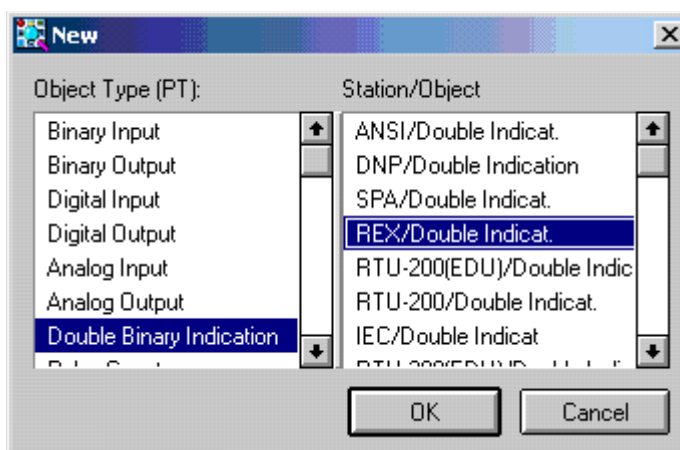 New
Object Type (PT):
Station/Object
Binary Input
Binary Output
Digital Input
Digital Output
Analog Input
Analog Output
Double Binary Indication
ANSI/Double Indicat.
DNP/Double Indication
SPA/Double Indicat.
REX/Double Indicat.
RTU-200(EDU)/Double Indic
RTU-200/Double Indicat.
IEC/Double Indicat
OK
Cancel